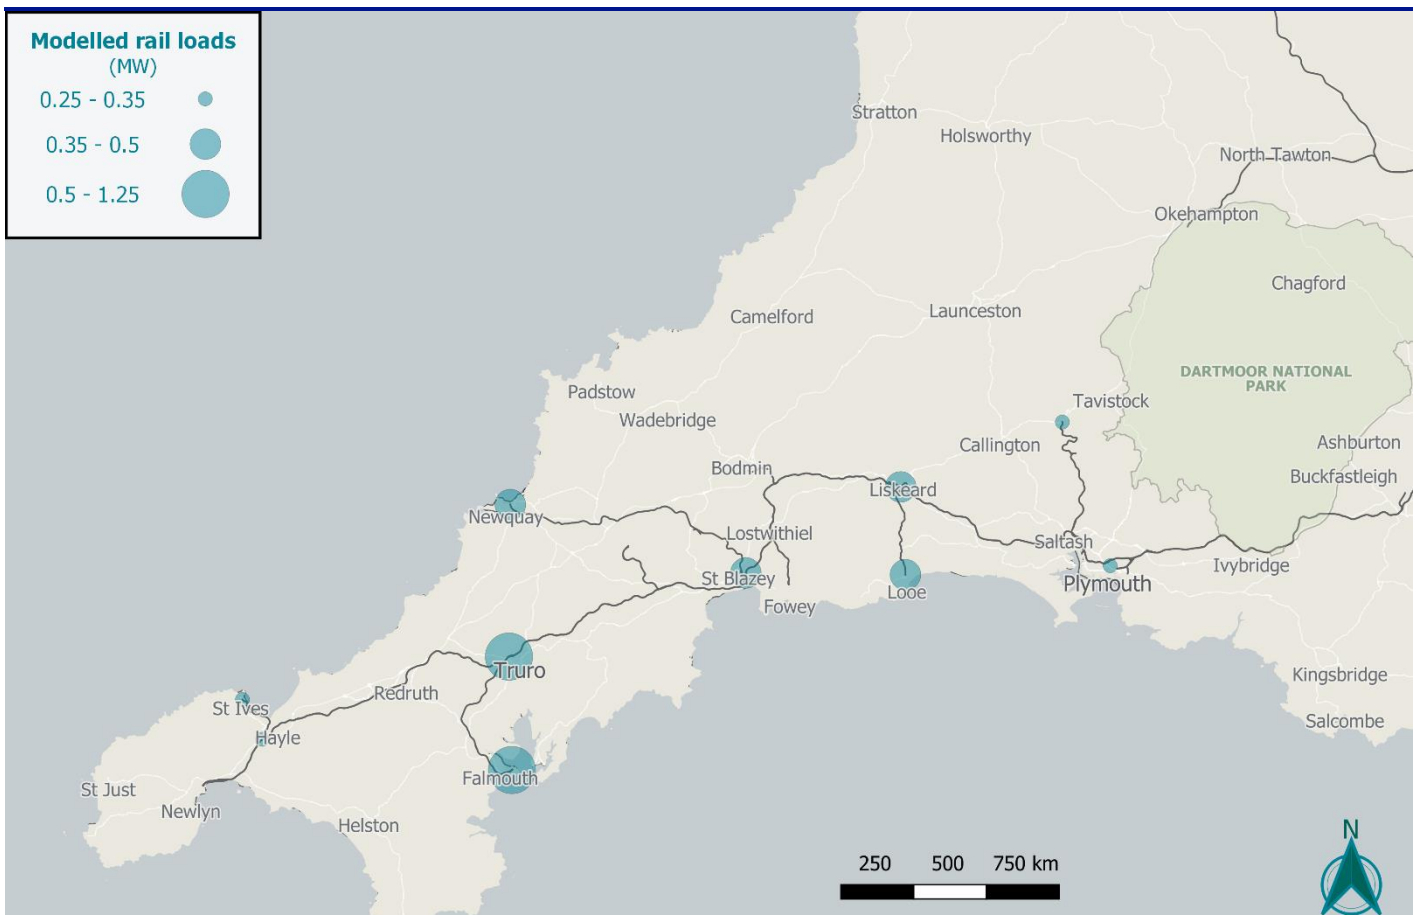 Modelled rail loads
(MW)
0.25 - 0.35
0.35 - 0.5
0.5 - 1.25
Stratton
Holsworthy
North Tawton
Okehampton
Chagford
Launceston
Camelford
DARTMOOR NATIONAL
PARK
Padstow
Tavistock
Wadebridge
Callington
Ashburton
Bodmin
Buckfastleigh
Liskeard
Newquay
Lostwithiel
Saltash
Ivybridge
St Blazey
Plymouth
Looe
Fowey
Truro
Kingsbridge
Redruth
St Ives
Salcombe
Hayle
Falmouth
St Just
Newlyn
Helston
N
250 500 750 km